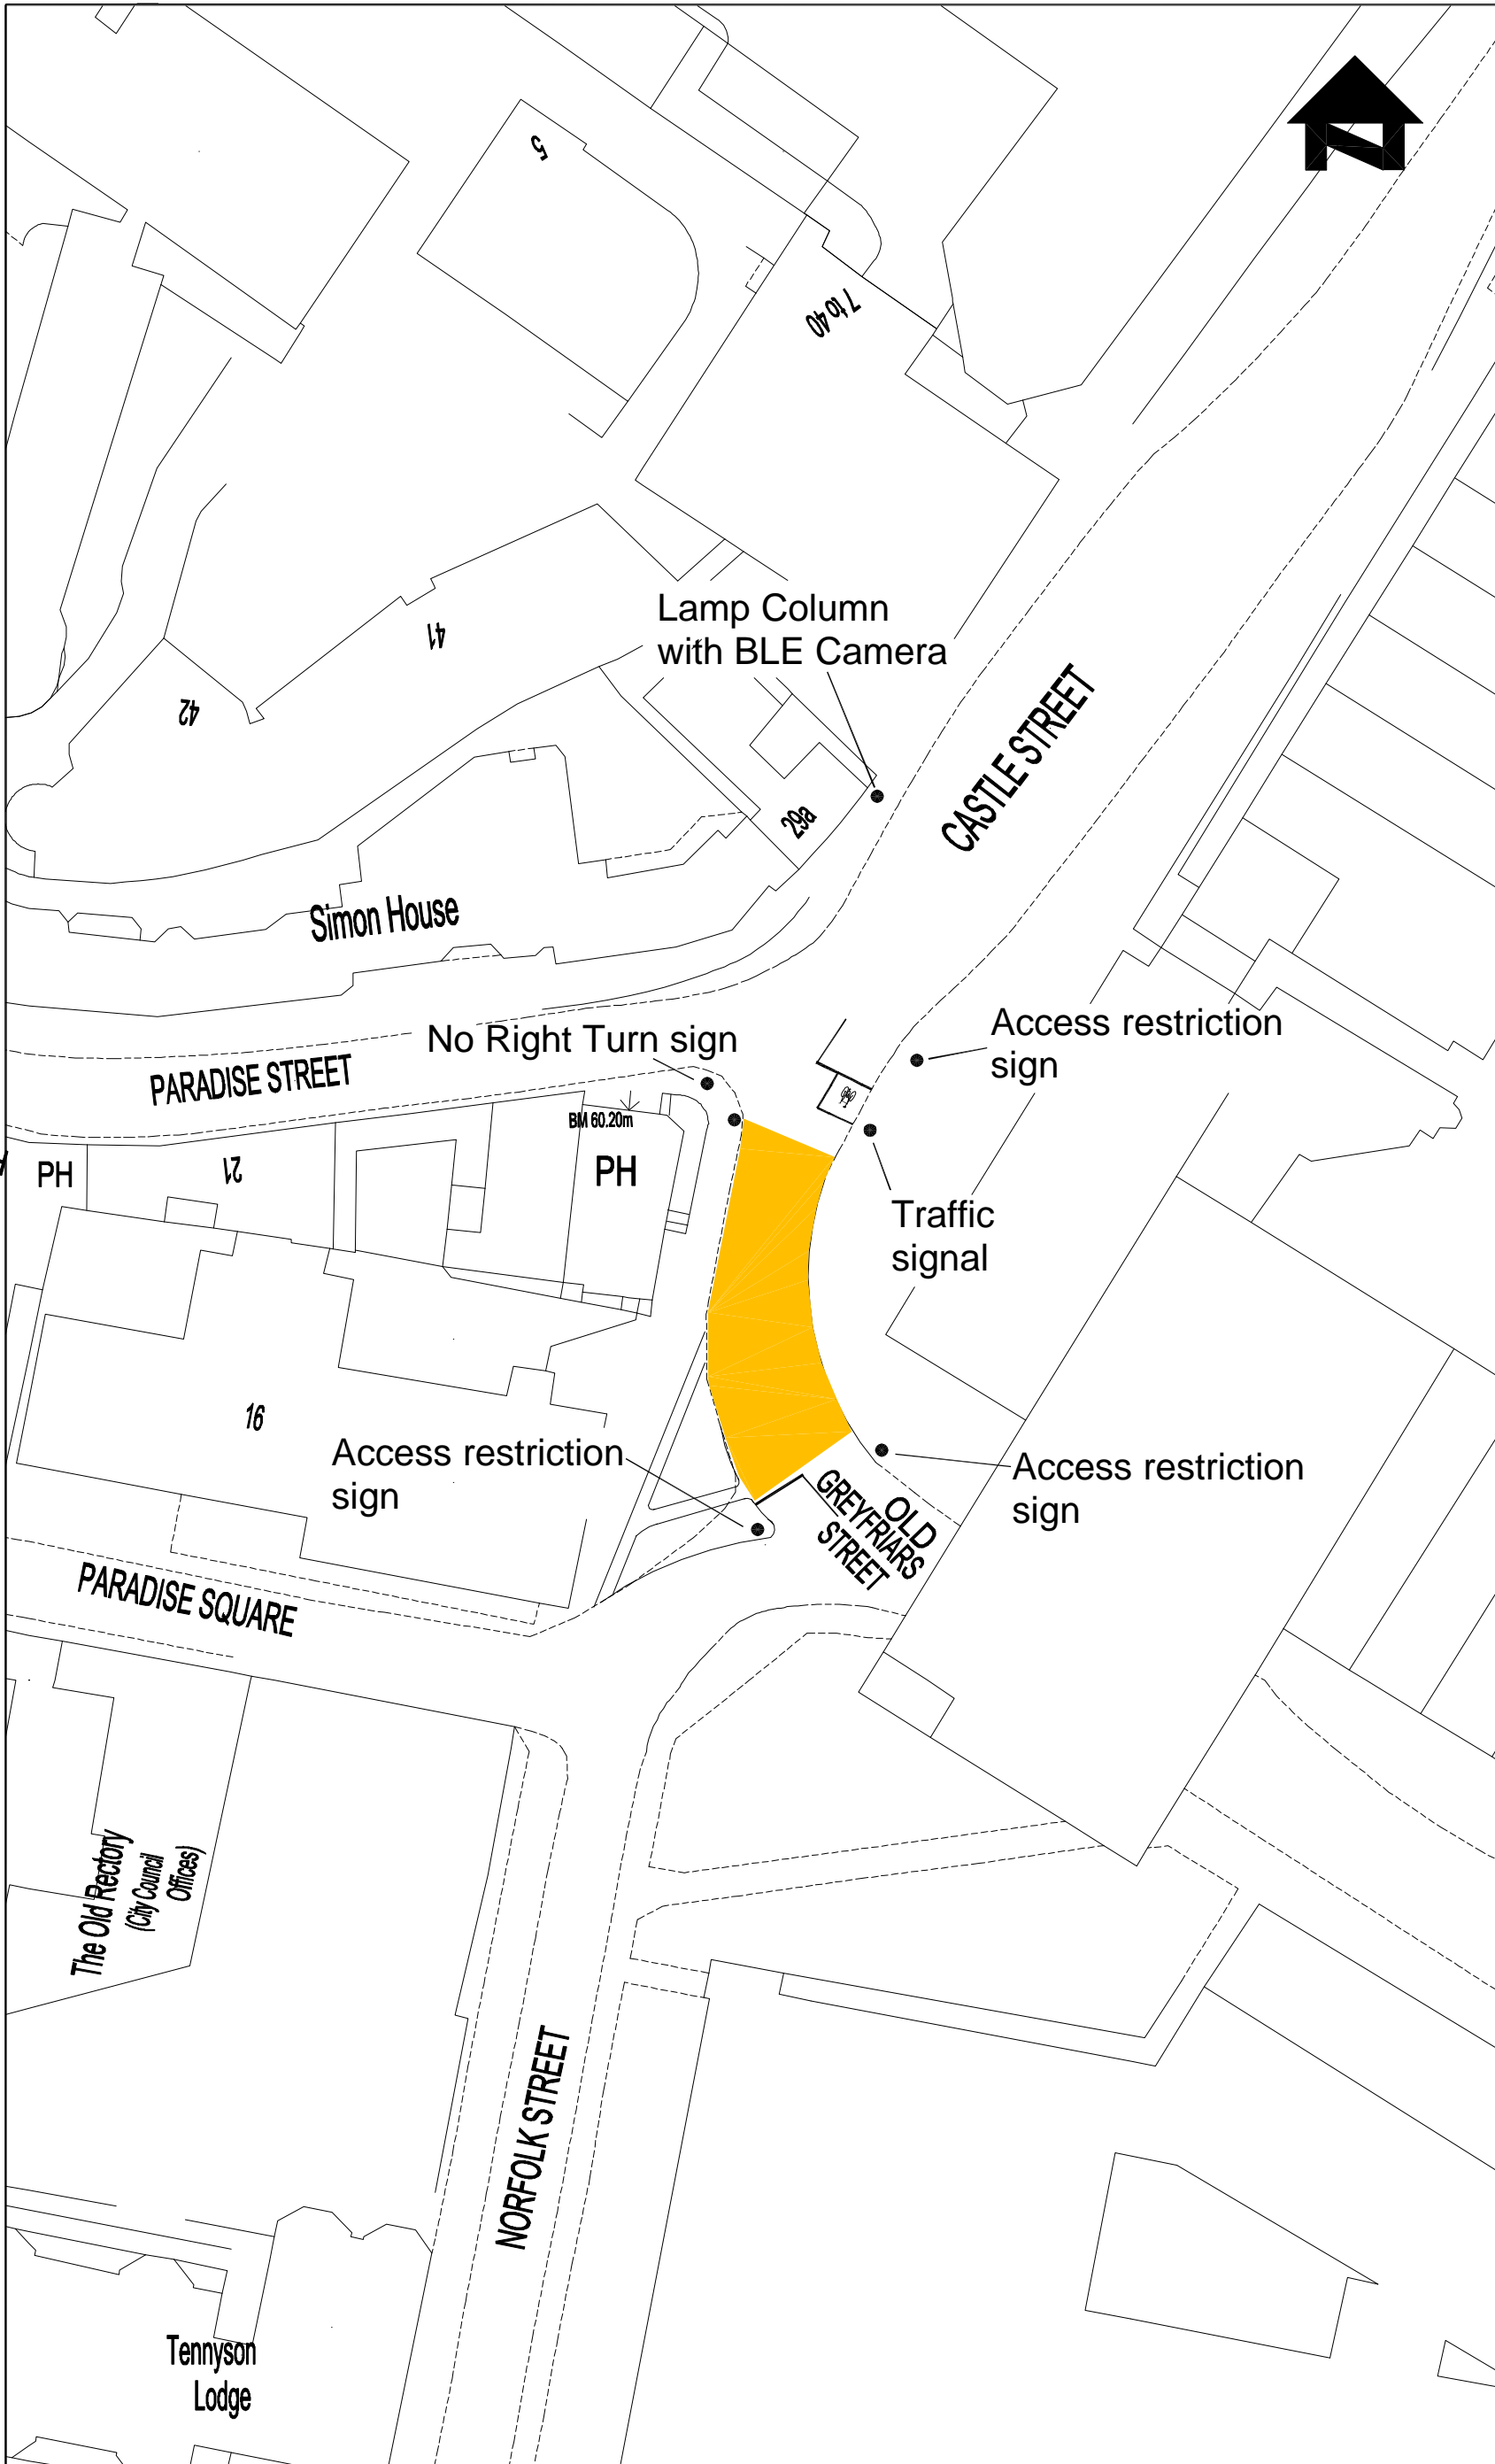 5
7 to 40
Lamp Column
with BLE Camera
41
42
CASTLE STREET
29a
Simon House
Access restriction
sign
No Right Turn sign
PARADISE STREET
BM 60.20m
PH
PH
21
Traffic
signal
16
Access restriction
sign
Access restriction
sign
OLD
GREYFRIARS
STREET
PARADISE SQUARE
The Old Rectory
(City Council
Offices)
NORFOLK STREET
Tennyson
Lodge